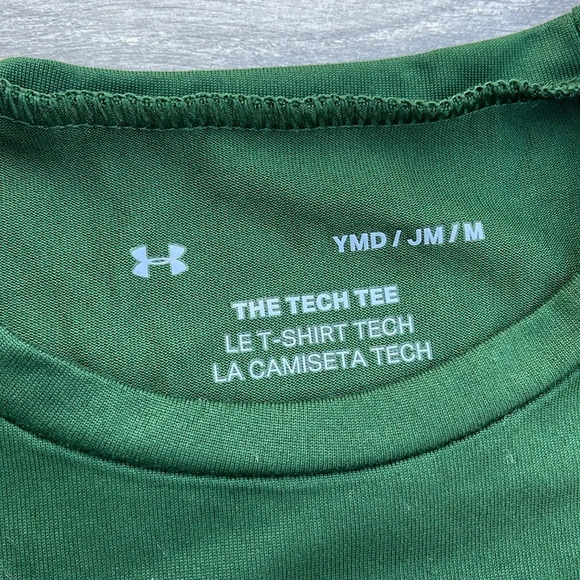 YMD / JM / M
THE TECH TEE
LE T-SHIRT TECH
LA CAMISETA TECH